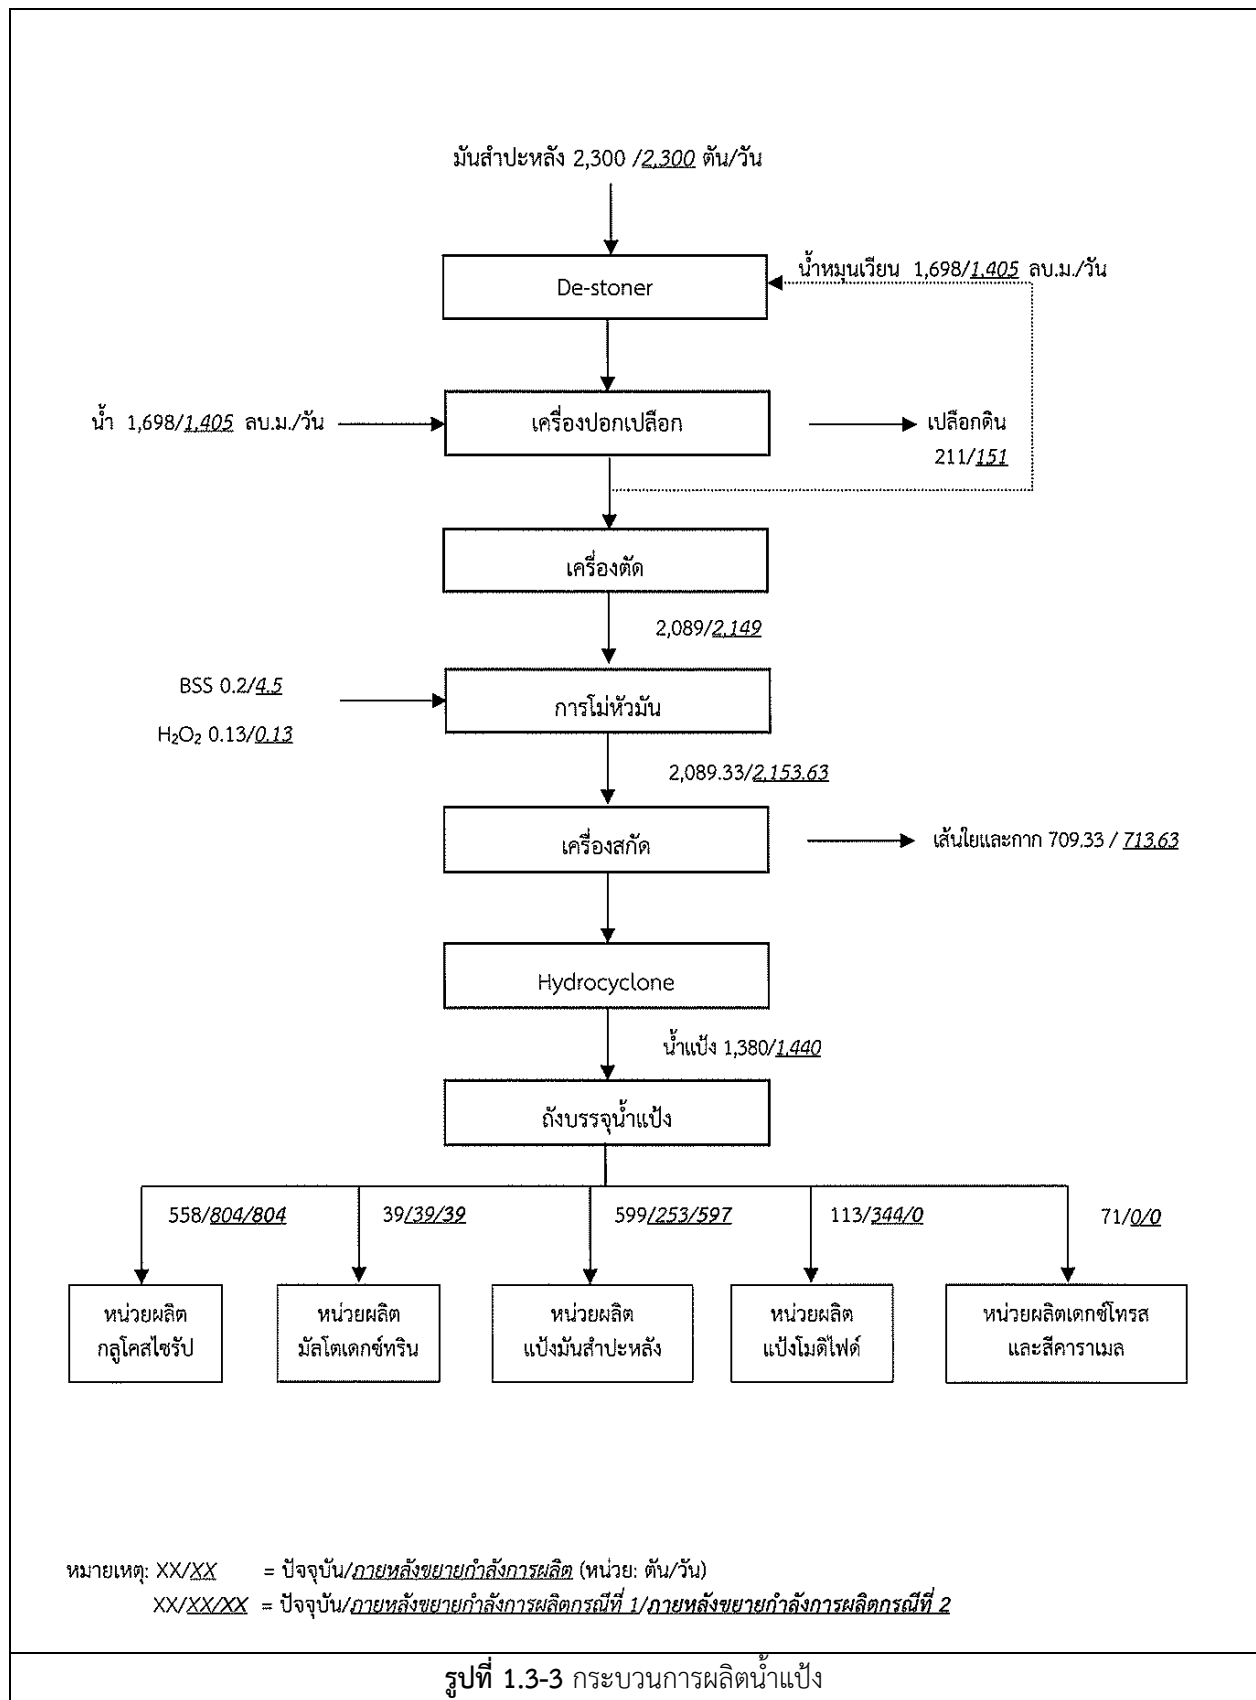 มันสำปะหลัง 2,300 /2,300 ตัน/วัน
น้ำหมุนเวียน 1,698/1,405 ลบ.ม./วัน
De-stoner
น้ำ 1,698/1,405 ลบ.ม./วัน
เครื่องปอกเปลือก
เปลือกดิน
211/151
เครื่องตัด
2,089/2,149
BSS 0.2/4.5
H₂O₂ 0.13/0.13
การโม่หัวมัน
2,089.33/2,153.63
เครื่องสกัด
เส้นใยและกาก 709.33 / 713.63
Hydrocyclone
น้ำแป้ง 1,380/1,440
ถังบรรจุน้ำแป้ง
558/804/804
39/39/39
599/253/597
113/344/0
71/0/0
หน่วยผลิต
กลูโคสไซรัป
หน่วยผลิต
มัลโตเดกซ์ทริน
หน่วยผลิต
แป้งมันสำปะหลัง
หน่วยผลิต
แป้งโมดิไฟด์
หน่วยผลิตเดกซ์โทรส
และสีคาราเมล
หมายเหตุ: XX/XX = ปัจจุบัน/ภายหลังขยายกำลังการผลิต (หน่วย: ตัน/วัน)
XX/XX/XX = ปัจจุบัน/ภายหลังขยายกำลังการผลิตกรณีที่ 1/ภายหลังขยายกำลังการผลิตกรณีที่ 2
รูปที่ 1.3-3 กระบวนการผลิตน้ำแป้ง